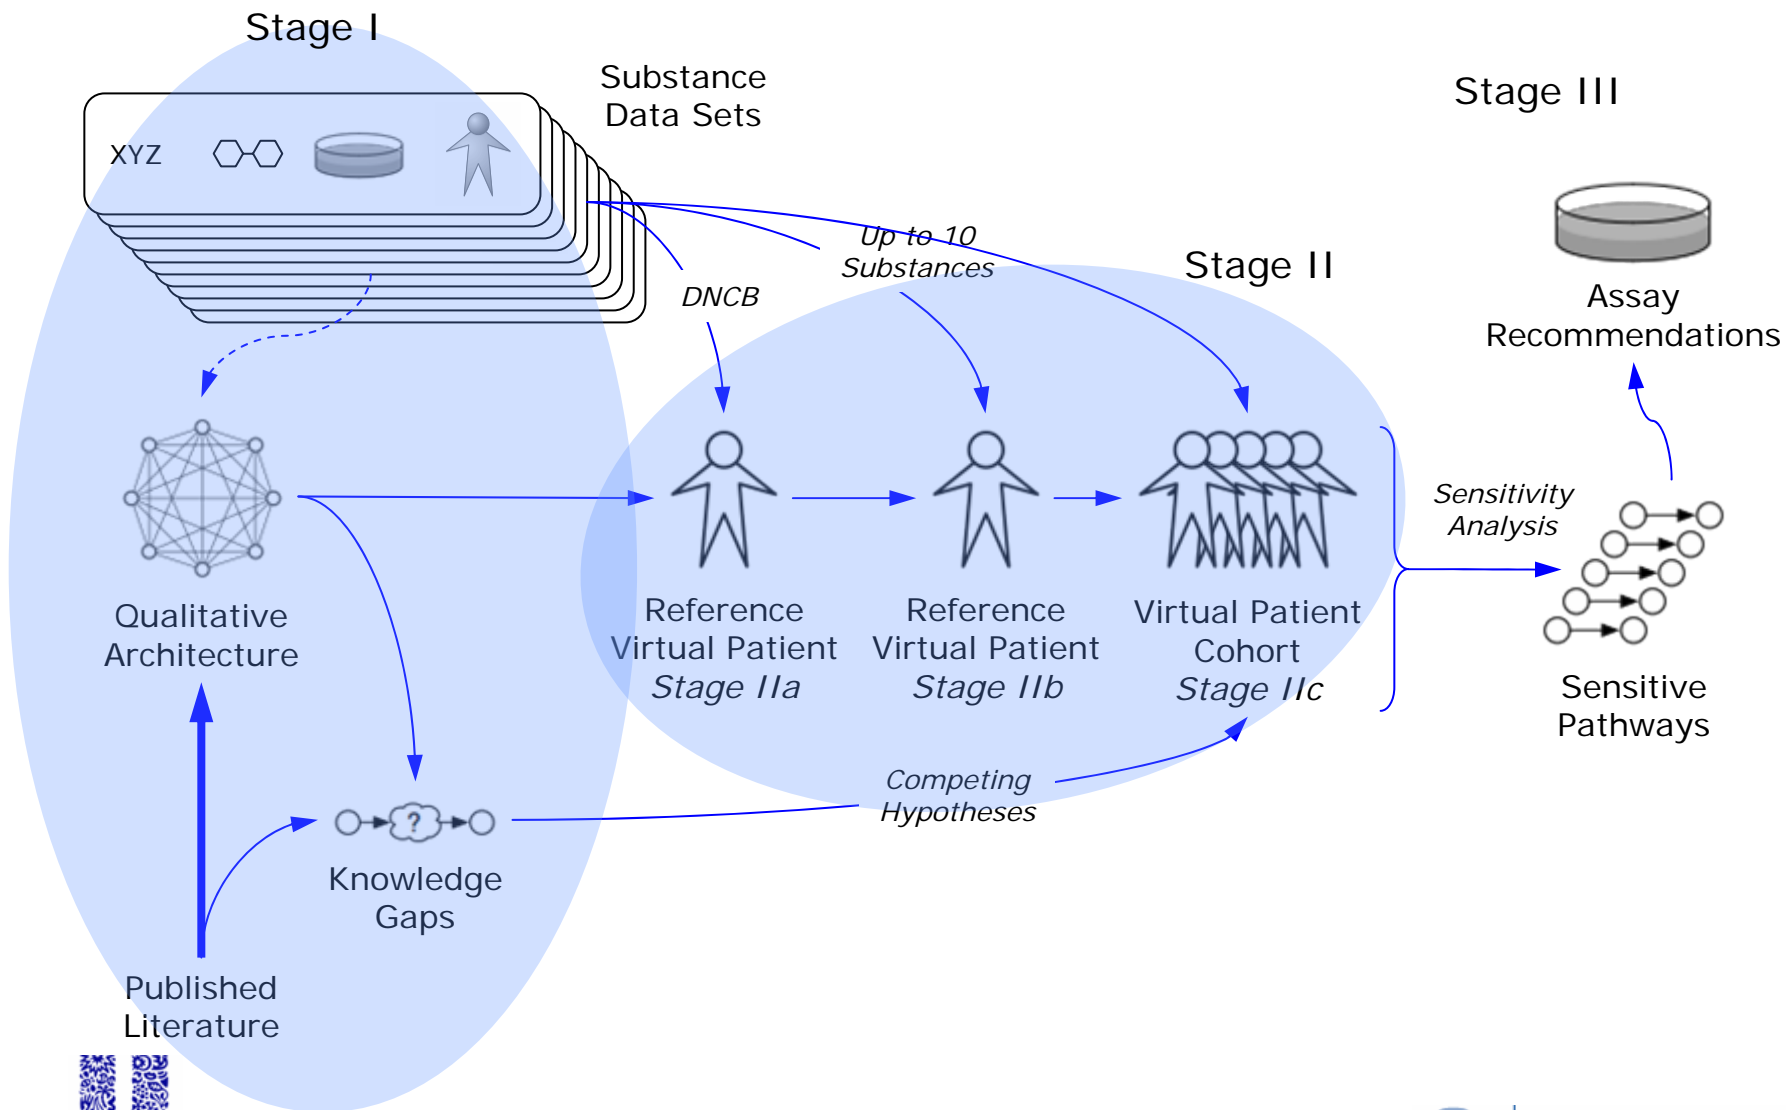 Stage I
Substance
Data Sets
Stage III
XYZ
Up to 10
Substances
DNCB
Stage II
Assay
Recommendations
Sensitivity
Analysis
Qualitative
Architecture
Reference
Virtual Patient
Stage IIa
Reference
Virtual Patient
Stage IIb
Virtual Patient
Cohort
Stage IIc
Sensitive
Pathways
Competing
Hypotheses
?
Knowledge
Gaps
Published
Literature